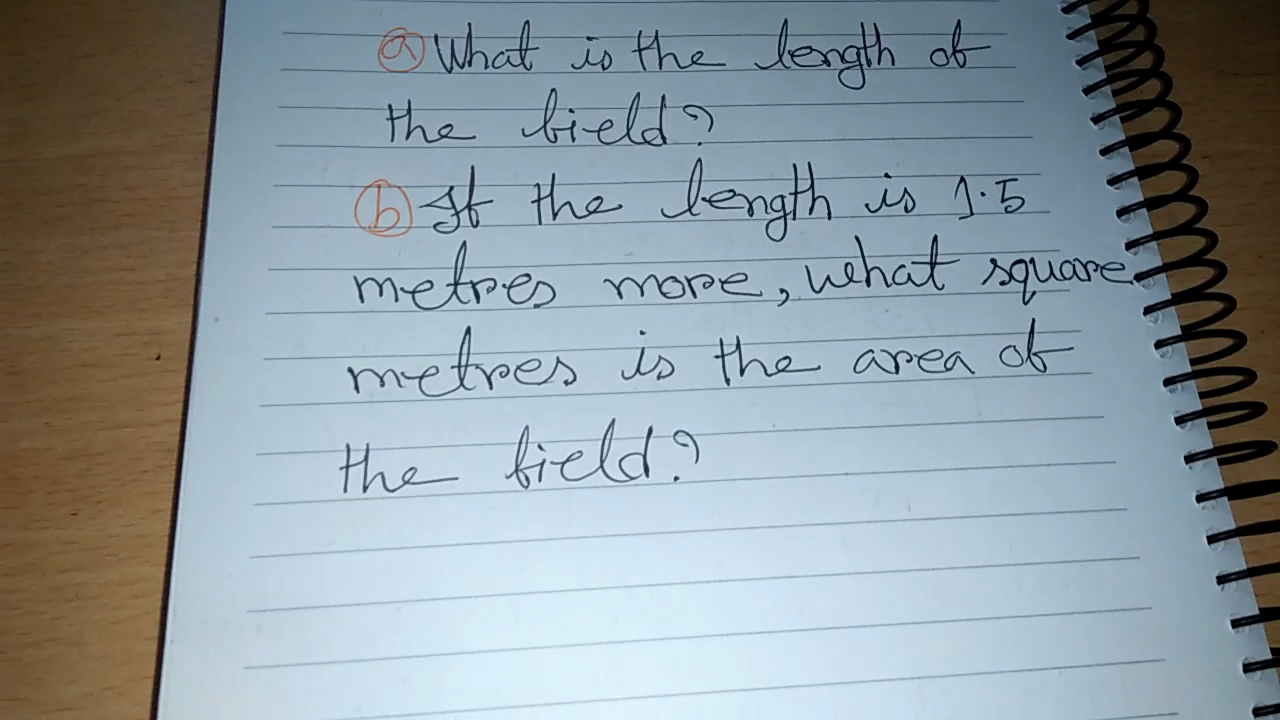 ⓐ What is the length of
the field?
ⓑ If the length is 1.5
metres more, what square
metres is the area of
the field?